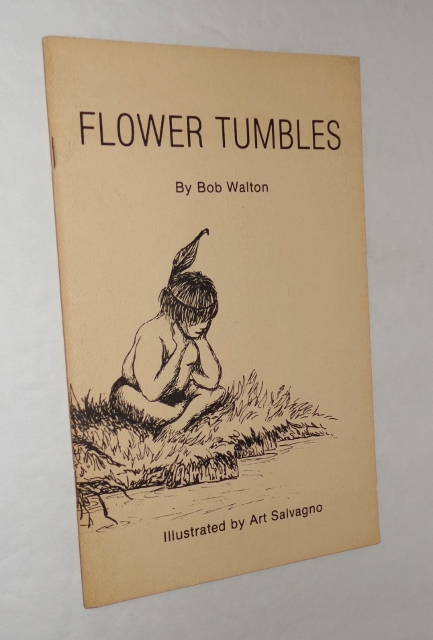 FLOWER TUMBLES
By Bob Walton
Illustrated by Art Salvagno